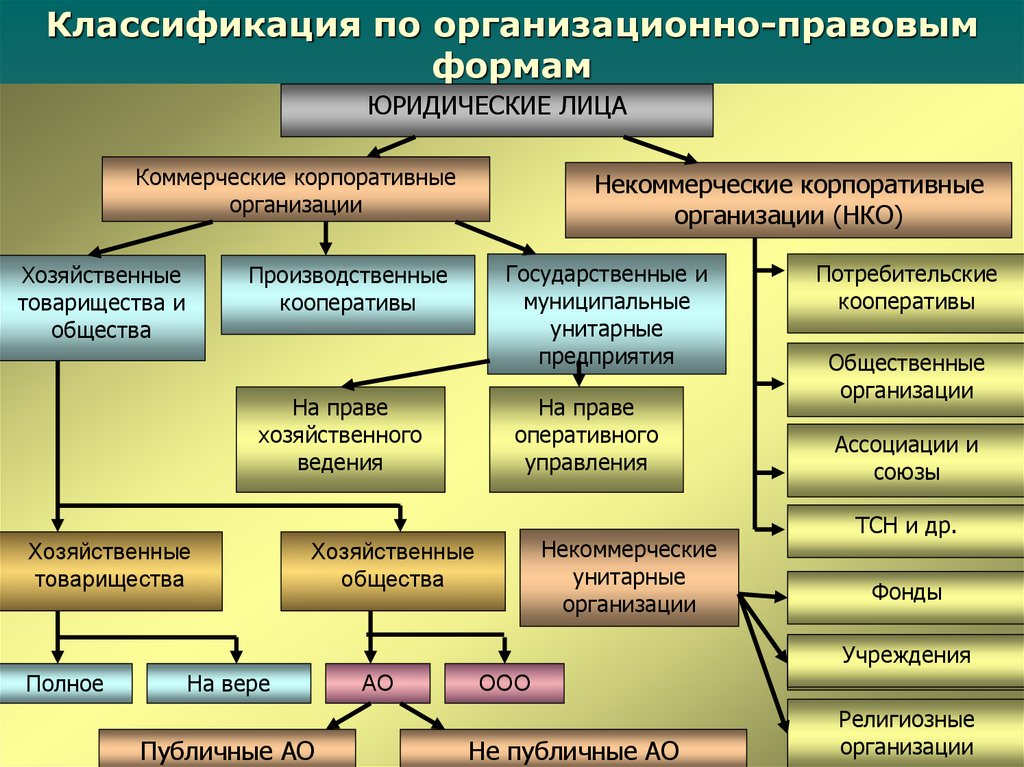 Классификация по организационно-правовым
формам
ЮРИДИЧЕСКИЕ ЛИЦА
Коммерческие корпоративные
организации
Некоммерческие корпоративные
организации (НКО)
Хозяйственные
товарищества и
общества
Производственные
кооперативы
Государственные и
муниципальные
унитарные
предприятия
Потребительские
кооперативы
Общественные
организации
На праве
хозяйственного
ведения
На праве
оперативного
управления
Ассоциации и
союзы
ТСН и др.
Хозяйственные
товарищества
Хозяйственные
общества
Некоммерческие
унитарные
организации
Фонды
Учреждения
Полное
На вере
АО
ООО
Религиозные
организации
Публичные АО
Не публичные АО